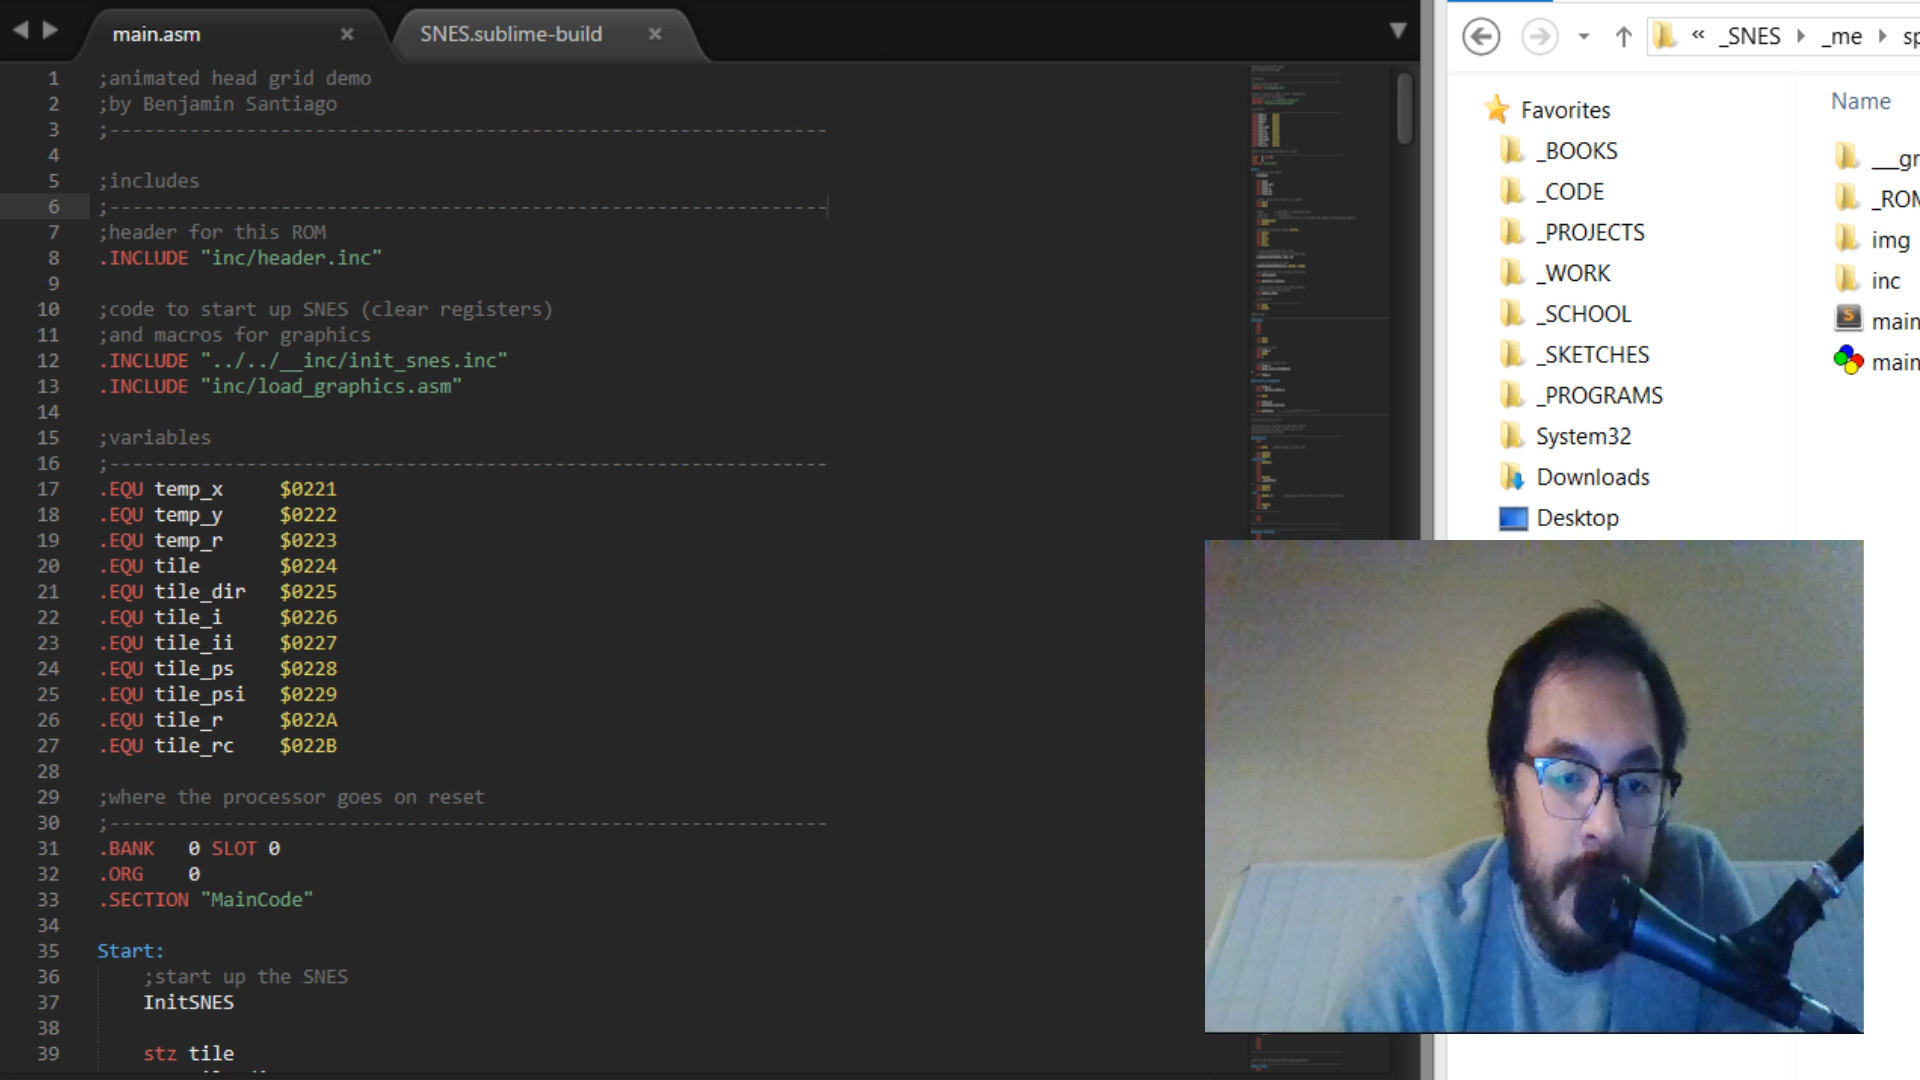 main.asm
SNES.sublime-build
1 ;animated head grid demo
2 ;by Benjamin Santiago
3 ;---------------------------------------------------------------
4
5 ;includes
6 ;---------------------------------------------------------------
7 ;header for this ROM
8 .INCLUDE "inc/header.inc"
9
10 ;code to start up SNES (clear registers)
11 ;and macros for graphics
12 .INCLUDE "../../__inc/init_snes.inc"
13 .INCLUDE "inc/load_graphics.asm"
14
15 ;variables
16 ;---------------------------------------------------------------
17 .EQU temp_x $0221
18 .EQU temp_y $0222
19 .EQU temp_r $0223
20 .EQU tile $0224
21 .EQU tile_dir $0225
22 .EQU tile_i $0226
23 .EQU tile_ii $0227
24 .EQU tile_ps $0228
25 .EQU tile_psi $0229
26 .EQU tile_r $022A
27 .EQU tile_rc $022B
28
29 ;where the processor goes on reset
30 ;---------------------------------------------------------------
31 .BANK 0 SLOT 0
32 .ORG 0
33 .SECTION "MainCode"
34
35 Start:
36 ;start up the SNES
37 InitSNES
38
39 stz tile
« _SNES _me sp
Favorites
_BOOKS
_CODE
_PROJECTS
_WORK
_SCHOOL
_SKETCHES
_PROGRAMS
System32
Downloads
Desktop
Name
___gr
_ROM
img
inc
main
main